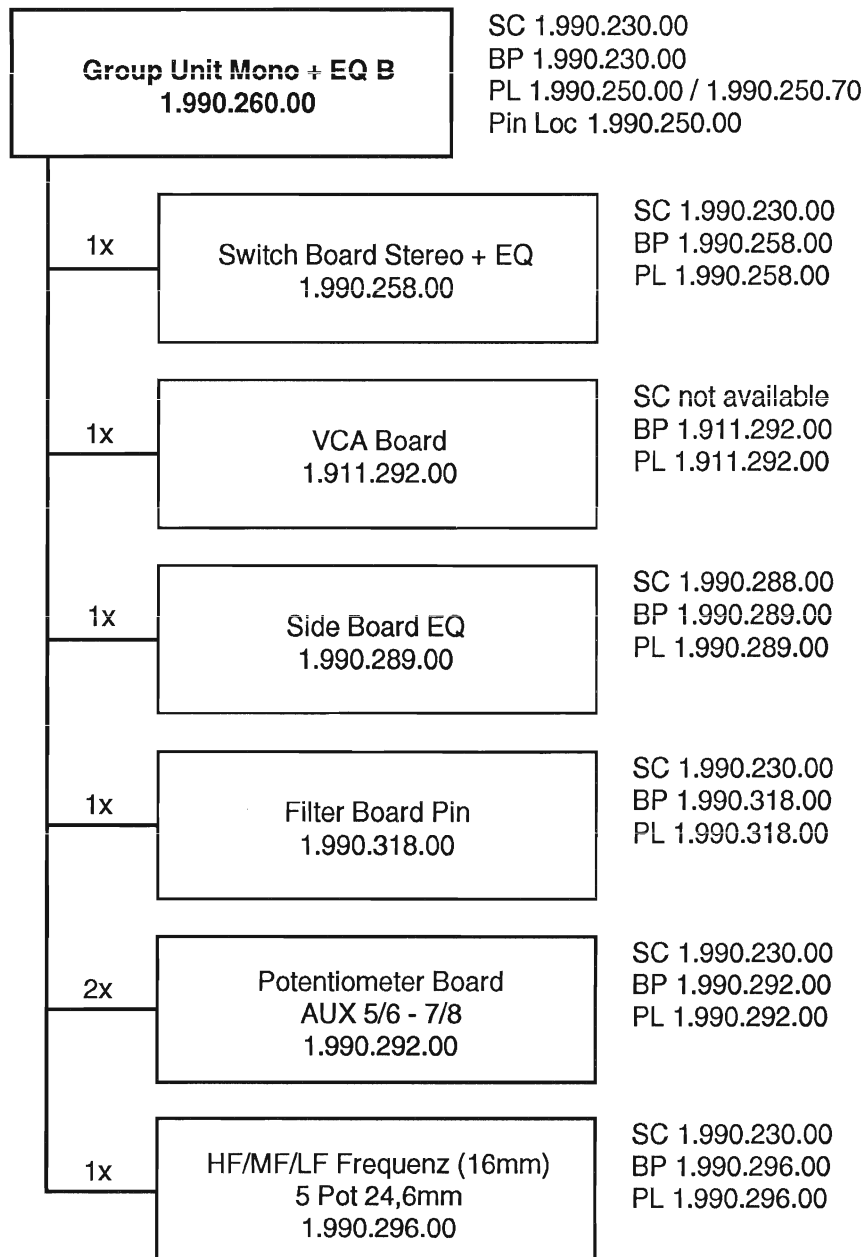 Group Unit Mono + EQ B
1.990.260.00
SC 1.990.230.00
BP 1.990.230.00
PL 1.990.250.00 / 1.990.250.70
Pin Loc 1.990.250.00
1x
Switch Board Stereo + EQ
1.990.258.00
SC 1.990.230.00
BP 1.990.258.00
PL 1.990.258.00
1x
VCA Board
1.911.292.00
SC not available
BP 1.911.292.00
PL 1.911.292.00
1x
Side Board EQ
1.990.289.00
SC 1.990.288.00
BP 1.990.289.00
PL 1.990.289.00
1x
Filter Board Pin
1.990.318.00
SC 1.990.230.00
BP 1.990.318.00
PL 1.990.318.00
2x
Potentiometer Board
AUX 5/6 - 7/8
1.990.292.00
SC 1.990.230.00
BP 1.990.292.00
PL 1.990.292.00
1x
HF/MF/LF Frequenz (16mm)
5 Pot 24,6mm
1.990.296.00
SC 1.990.230.00
BP 1.990.296.00
PL 1.990.296.00